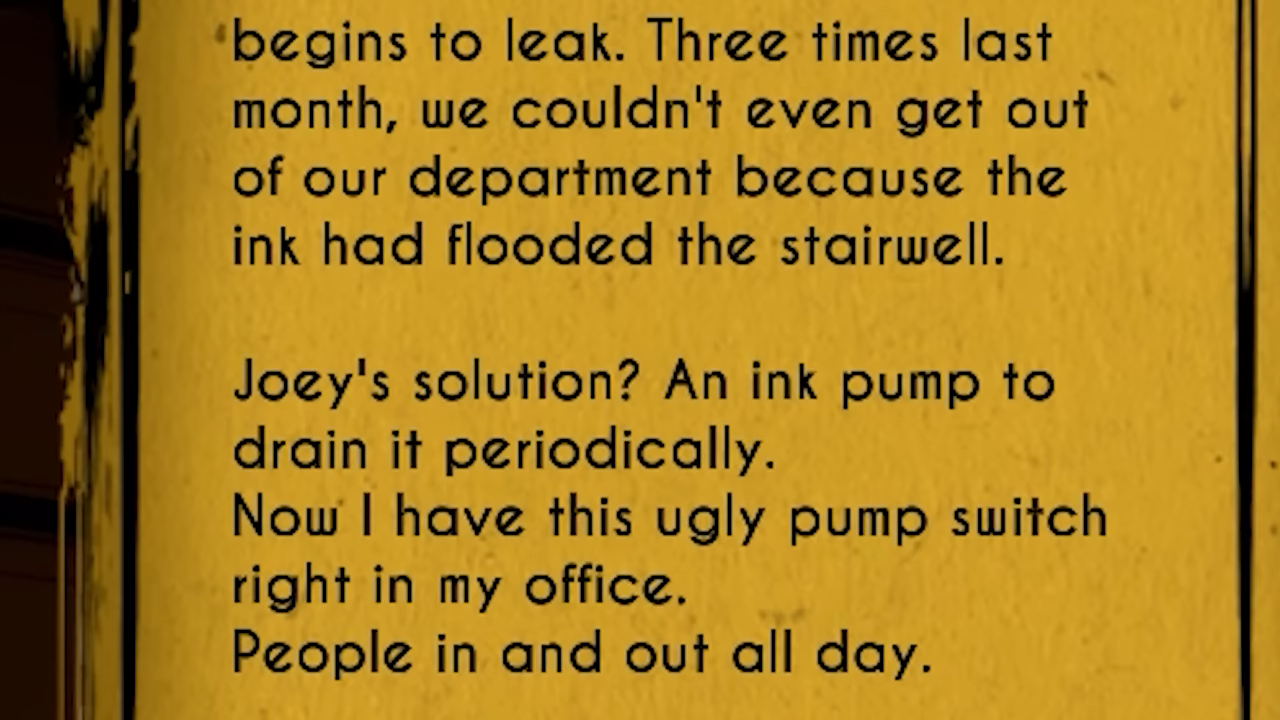 begins to leak. Three times last
month, we couldn't even get out
of our department because the
ink had flooded the stairwell.
Joey's solution? An ink pump to
drain it periodically.
Now I have this ugly pump switch
right in my office.
People in and out all day.